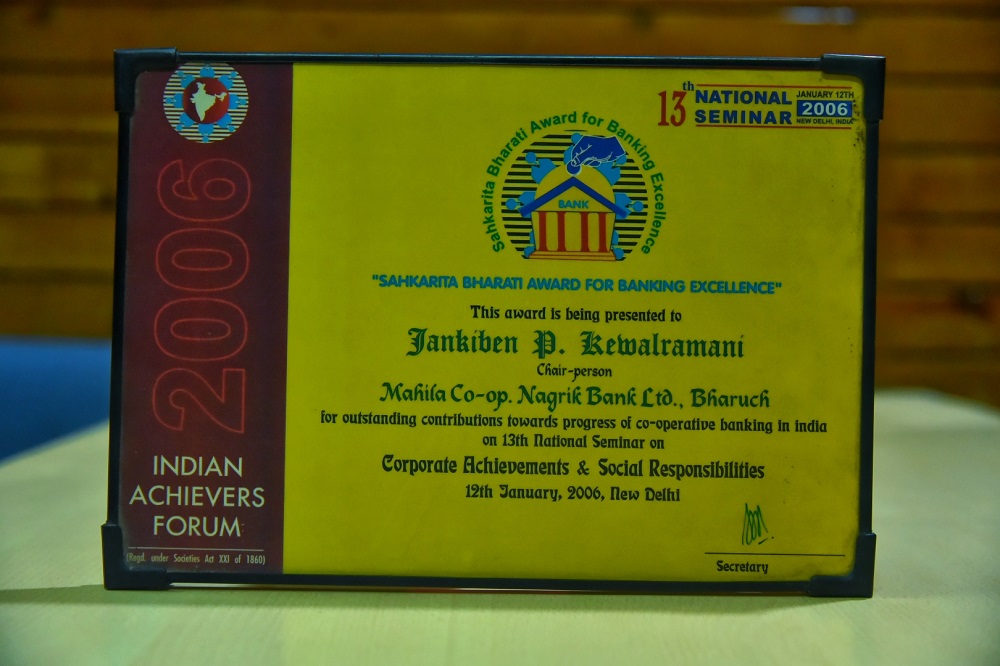 2006
INDIAN
ACHIEVERS
FORUM
(Regd. under Societies Act XXI of 1860)
13th NATIONAL SEMINAR
JANUARY 12TH
2006
NEW DELHI, INDIA
Sahkarita Bharati Award for Banking Excellence
BANK
"SAHKARITA BHARATI AWARD FOR BANKING EXCELLENCE"
This award is being presented to
Jankiben P. Kewalramani
Chair-person
Mahila Co-op. Nagrik Bank Ltd., Bharuch
for outstanding contributions towards progress of co-operative banking in india
on 13th National Seminar on
Corporate Achievements & Social Responsibilities
12th January, 2006, New Delhi
Secretary